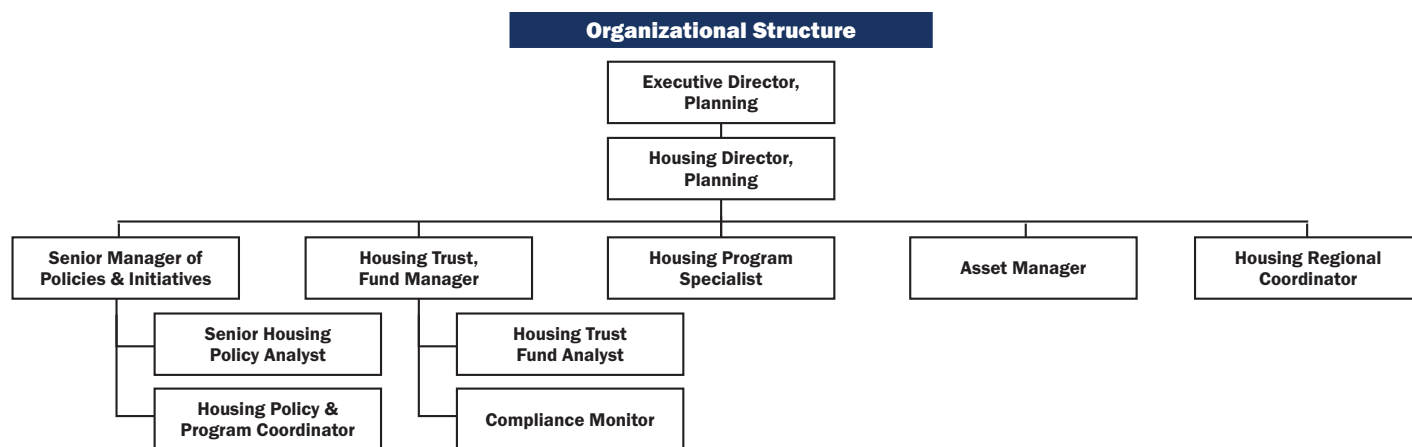 Organizational Structure
Executive Director,
Planning
Housing Director,
Planning
Senior Manager of
Policies & Initiatives
Housing Trust,
Fund Manager
Housing Program
Specialist
Asset Manager
Housing Regional
Coordinator
Senior Housing
Policy Analyst
Housing Trust
Fund Analyst
Housing Policy &
Program Coordinator
Compliance Monitor